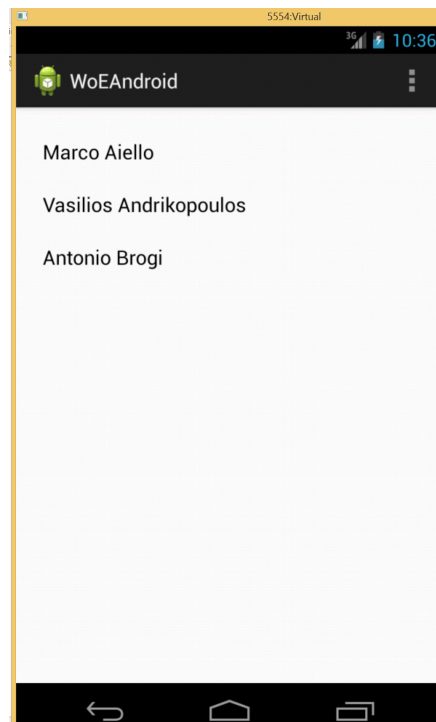 5554:Virtual
3G 10:36
WoEAndroid
Marco Aiello
Vasilios Andrikopoulos
Antonio Brogi